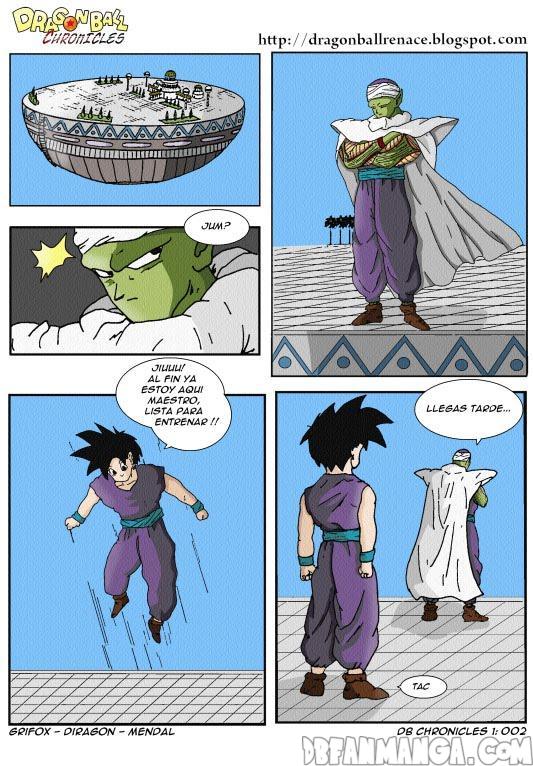 DRAGON BALL
CHRONICLES
http://dragonballrenace.blogspot.com
JUM?
JIUUU!
AL FIN YA
ESTOY AQUI
MAESTRO,
LISTA PARA
ENTRENAR !!
LLEGAS TARDE...
TAC
GRIFOX - DIRAGON - MENDAL
DB CHRONICLES 1: 002
DBFANMANGA.COM